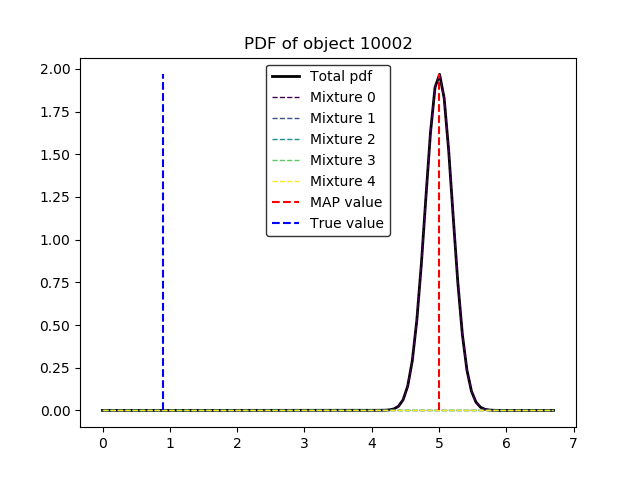 PDF of object 10002
2.00
1.75
1.50
1.25
1.00
0.75
0.50
0.25
0.00
Total pdf
Mixture 0
Mixture 1
Mixture 2
Mixture 3
Mixture 4
MAP value
True value
0 1 2 3 4 5 6 7